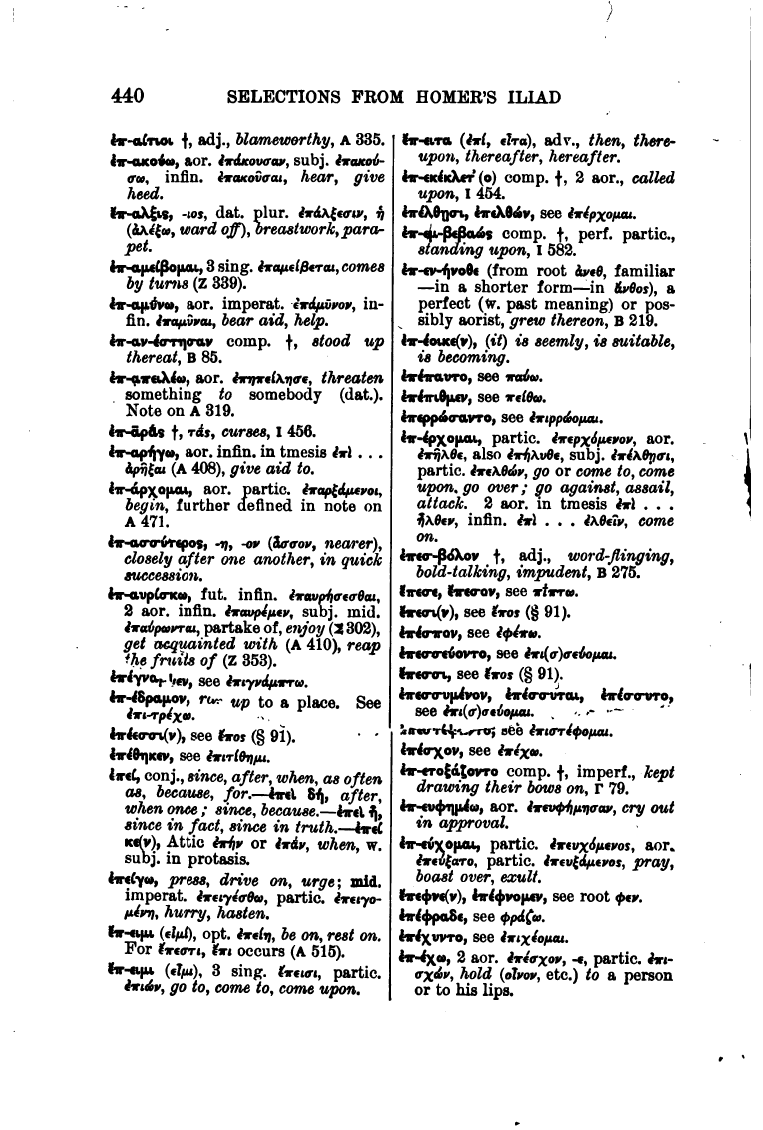 440 SELECTIONS FROM HOMER'S ILIAD
ἐπ-αίτιοι †, adj., blameworthy, Α 335.
ἐπ-ακούω, aor. ἐπάκουσαν, subj. ἐπακού-
σω, infin. ἐπακοῦσαι, hear, give
heed.
ἔπ-αλξις, -ιος, dat. plur. ἐπάλξεσιν, ἡ
(ἀλέξω, ward off), breastwork, para-
pet.
ἐπ-αμείβομαι, 3 sing. ἐπαμείβεται, comes
by turns (Ζ 339).
ἐπ-αμύνω, aor. imperat. ἐπάμῡνον, in-
fin. ἐπαμῦναι, bear aid, help.
ἐπ-αν-έστησαν comp. †, stood up
thereat, Β 85.
ἐπ-απειλέω, aor. ἐπηπείλησε, threaten
something to somebody (dat.).
Note on Α 319.
ἐπ-ᾱρᾱ́ς †, τάς, curses, Ι 456.
ἐπ-αρήγω, aor. infin. in tmesis ἐπὶ . . .
ἀρῆξαι (Α 408), give aid to.
ἐπ-άρχομαι, aor. partic. ἐπαρξάμενοι,
begin, further defined in note on
Α 471.
ἐπ-ασσύτερος, -η, -ον (ἆσσον, nearer),
closely after one another, in quick
succession.
ἐπ-αυρίσκω, fut. infin. ἐπαυρήσεσθαι,
2 aor. infin. ἐπαυρέμεν, subj. mid.
ἐπαύρωνται, partake of, enjoy (Σ 302),
get acquainted with (Α 410), reap
the fruits of (Ζ 353).
see ἐπιγνάμπτω.
ἐπ-έδραμον, run up to a place. See
ἐπι-τρέχω.
ἐπέεσσι(ν), see ἔπος (§ 91).
ἐπέθηκεν, see ἐπιτίθημι.
ἐπεί, conj., since, after, when, as often
as, because, for.—ἐπεὶ δή, after,
when once; since, because.—ἐπεὶ ἦ,
since in fact, since in truth.—ἐπεί
κε(ν), Attic ἐπήν or ἐπάν, when, w.
subj. in protasis.
ἐπείγω, press, drive on, urge; mid.
imperat. ἐπειγέσθω, partic. ἐπειγο-
μένη, hurry, hasten.
ἔπ-ειμι (εἰμί), opt. ἐπείη, be on, rest on.
For ἔπεστι, ἔπι occurs (Α 515).
ἔπ-ειμι (εἶμι), 3 sing. ἔπεισι, partic.
ἐπιών, go to, come to, come upon.
ἔπ-ειτα (ἐπί, εἶτα), adv., then, there-
upon, thereafter, hereafter.
ἐπ-εκέκλετ᾽(ο) comp. †, 2 aor., called
upon, Ι 454.
ἐπέλθῃσι, ἐπελθών, see ἐπέρχομαι.
ἐπ-εμ-βεβαώς comp. †, perf. partic.,
standing upon, Ι 582.
ἐπ-εν-ήνοθε (from root ἀνεθ, familiar
—in a shorter form—in ἄνθος), a
perfect (w. past meaning) or pos-
sibly aorist, grew thereon, Β 219.
ἐπ-έοικε(ν), (it) is seemly, is suitable,
is becoming.
ἐπέπαυτο, see παύω.
ἐπέπιθμεν, see πείθω.
ἐπερρώσαντο, see ἐπιρρώομαι.
ἐπ-έρχομαι, partic. ἐπερχόμενον, aor.
ἐπῆλθε, also ἐπήλυθε, subj. ἐπέλθῃσι,
partic. ἐπελθών, go or come to, come
upon, go over; go against, assail,
attack. 2 aor. in tmesis ἐπὶ . . .
ἦλθεν, infin. ἐπὶ . . . ἐλθεῖν, come
on.
ἐπεσ-βόλον †, adj., word-flinging,
bold-talking, impudent, Β 275.
ἔπεσε, ἔπεσον, see πίπτω.
ἔπεσι(ν), see ἔπος (§ 91).
ἐπέσπον, see ἐφέπω.
ἐπεσσεύοντο, see ἐπι(σ)σεύομαι.
ἔπεσσι, see ἔπος (§ 91).
ἐπεσσυμένον, ἐπέσσυται, ἐπέσσυτο,
see ἐπι(σ)σεύομαι.
see ἐπιστέφομαι.
ἐπέσχον, see ἐπέχω.
ἐπ-ετοξάζοντο comp. †, imperf., kept
drawing their bows on, Γ 79.
ἐπ-ευφημέω, aor. ἐπευφήμησαν, cry out
in approval.
ἐπ-εύχομαι, partic. ἐπευχόμενος, aor.
ἐπεύξατο, partic. ἐπευξάμενος, pray,
boast over, exult.
ἔπεφνε(ν), ἐπέφνομεν, see root φεν.
ἐπέφραδε, see φράζω.
ἐπέχυντο, see ἐπιχέομαι.
ἐπ-έχω, 2 aor. ἐπέσχον, -ε, partic. ἐπι-
σχών, hold (οἶνον, etc.) to a person
or to his lips.